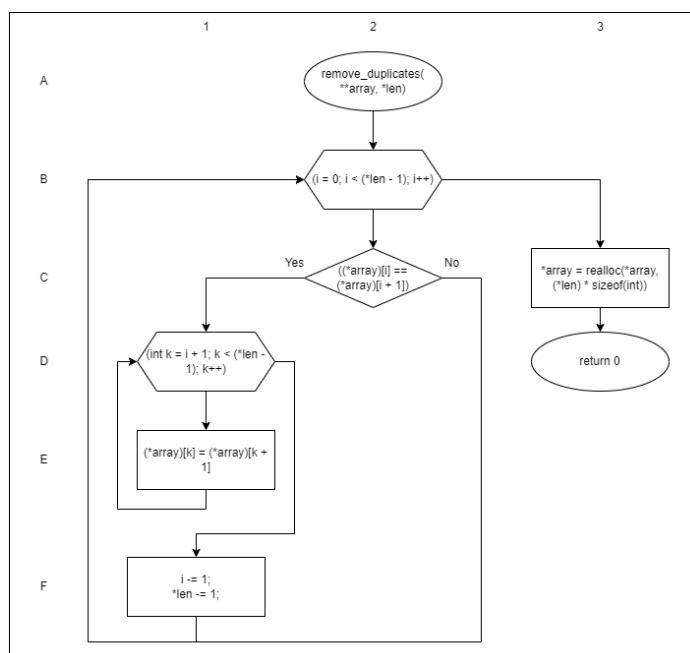 1 2 3
A
remove_duplicates(
**array, *len)
B
(i = 0; i < (*len - 1); i++)
C
Yes
((*array)[i] ==
(*array)[i + 1])
No
*array = realloc(*array,
(*len) * sizeof(int))
D
(int k = i + 1; k < (*len -
1); k++)
return 0
E
(*array)[k] = (*array)[k +
1]
F
i -= 1;
*len -= 1;